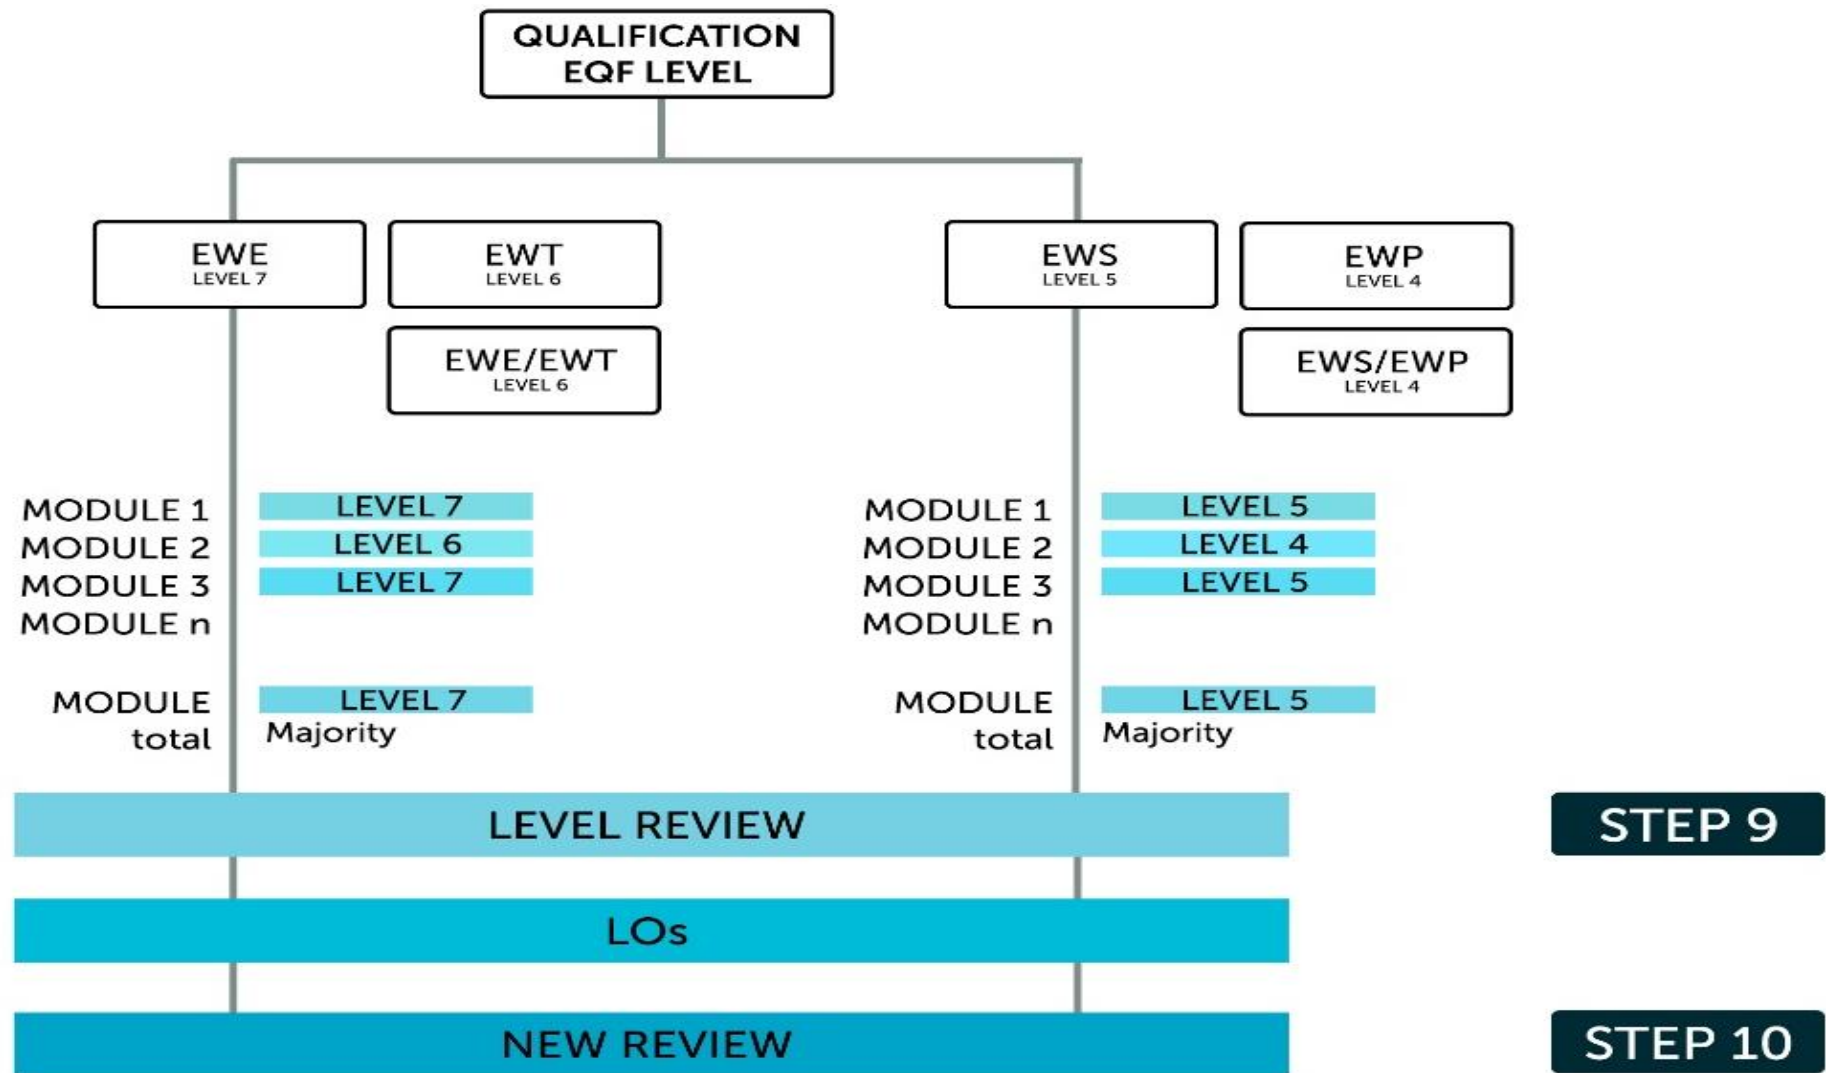 QUALIFICATION
EQF LEVEL
EWE
LEVEL 7
EWT
LEVEL 6
EWE/EWT
LEVEL 6
EWS
LEVEL 5
EWP
LEVEL 4
EWS/EWP
LEVEL 4
MODULE 1
LEVEL 7
MODULE 2
LEVEL 6
MODULE 3
LEVEL 7
MODULE n
MODULE
total
LEVEL 7
Majority
MODULE 1
LEVEL 5
MODULE 2
LEVEL 4
MODULE 3
LEVEL 5
MODULE n
MODULE
total
LEVEL 5
Majority
LEVEL REVIEW
STEP 9
LOs
NEW REVIEW
STEP 10